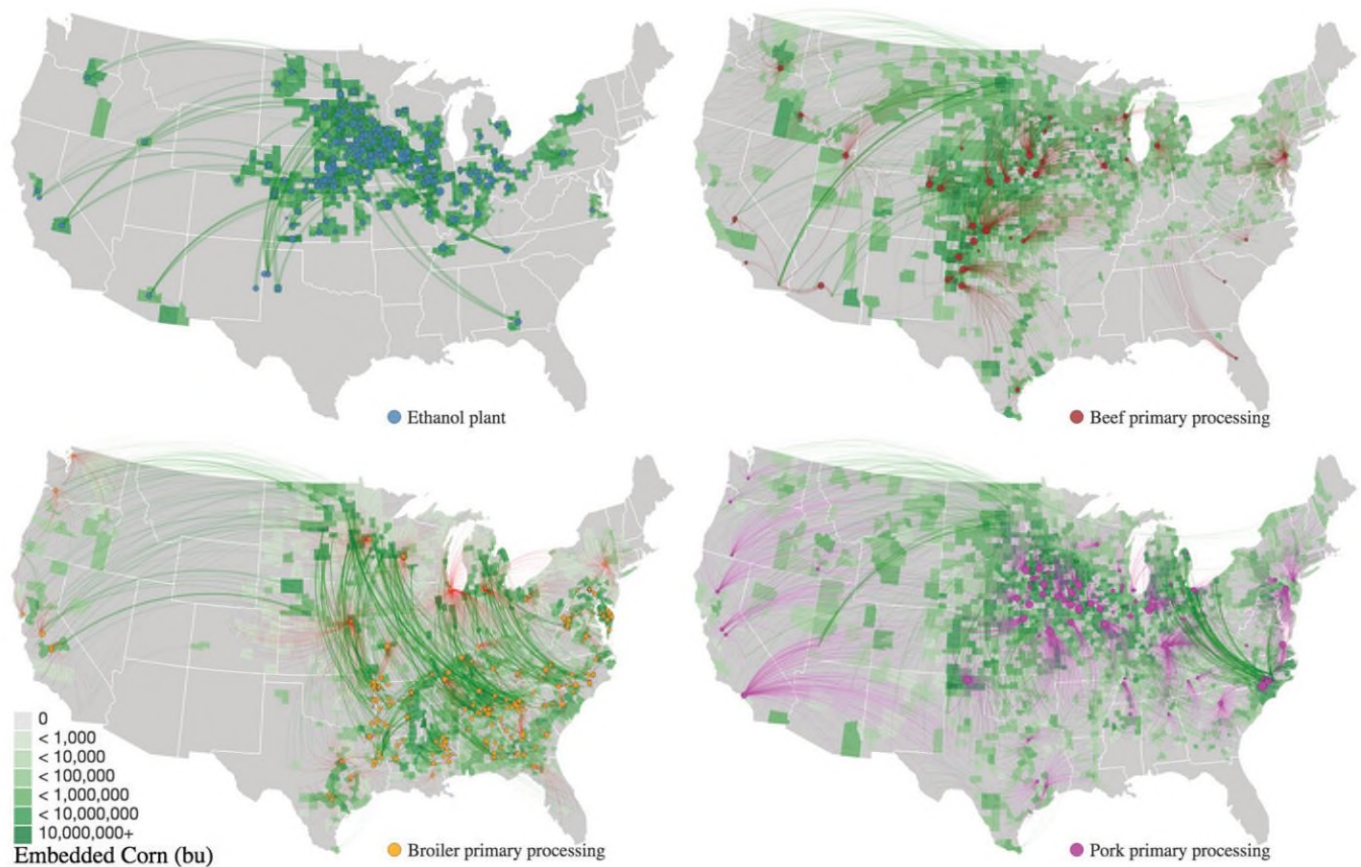 Ethanol plant
Beef primary processing
0
< 1,000
< 10,000
< 100,000
< 1,000,000
< 10,000,000
10,000,000+
Embedded Corn (bu)
Broiler primary processing
Pork primary processing